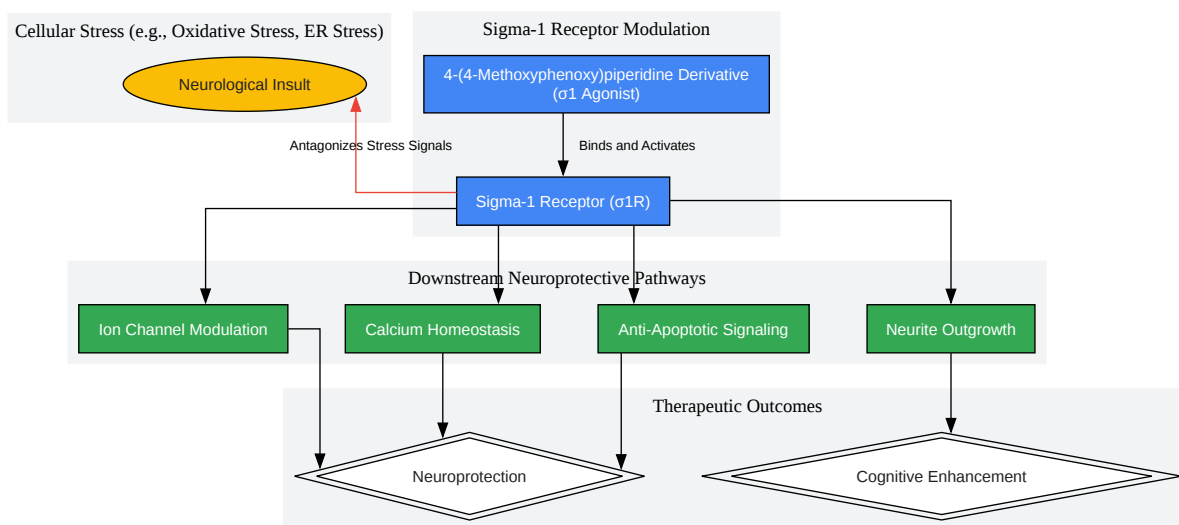 Cellular Stress (e.g., Oxidative Stress, ER Stress)
Neurological Insult
Sigma-1 Receptor Modulation
4-(4-Methoxyphenoxy)piperidine Derivative
(σ1 Agonist)
Antagonizes Stress Signals
Binds and Activates
Sigma-1 Receptor (σ1R)
Downstream Neuroprotective Pathways
Ion Channel Modulation
Calcium Homeostasis
Anti-Apoptotic Signaling
Neurite Outgrowth
Therapeutic Outcomes
Neuroprotection
Cognitive Enhancement